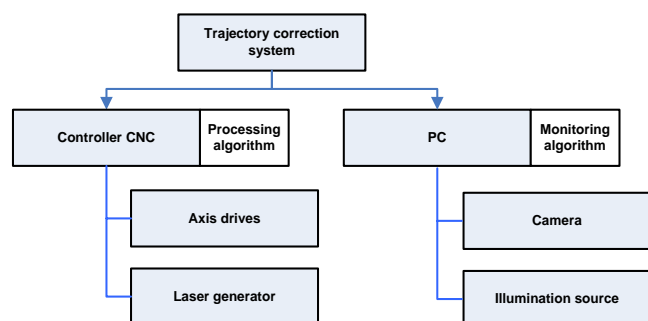 Trajectory correction
system
Controller CNC
Processing
algorithm
PC
Monitoring
algorithm
Axis drives
Camera
Laser generator
Illumination source